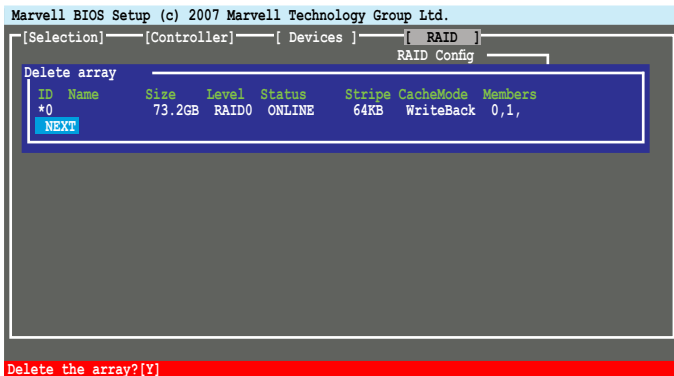 Marvell BIOS Setup (c) 2007 Marvell Technology Group Ltd.
[Selection] [Controller] [ Devices ] [ RAID ]
RAID Config
Delete array
ID Name Size Level Status Stripe CacheMode Members
*0 73.2GB RAID0 ONLINE 64KB WriteBack 0,1,
NEXT
Delete the array?[Y]